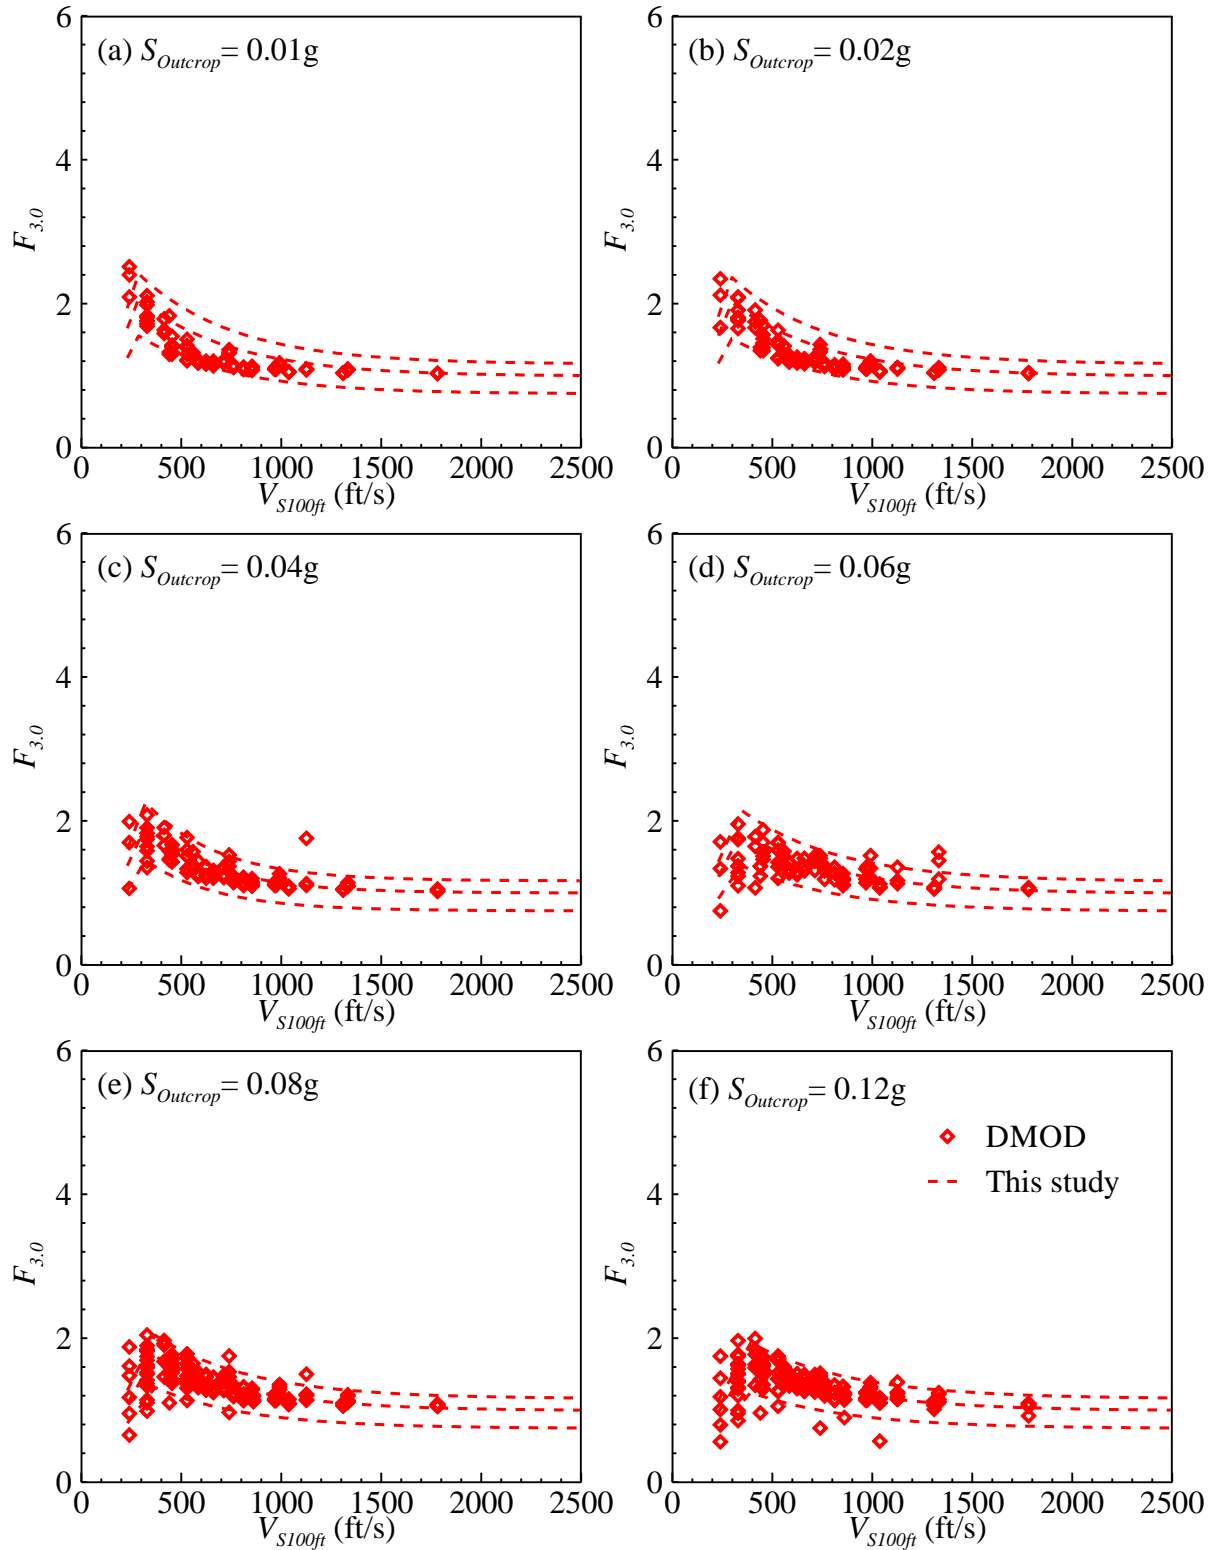 6
(a) S_Outcrop= 0.01g
4
F_3.0
2
0
0 500 1000 1500 2000 2500
V_S100ft (ft/s)
6
(b) S_Outcrop= 0.02g
4
F_3.0
2
0
0 500 1000 1500 2000 2500
V_S100ft (ft/s)
6
(c) S_Outcrop= 0.04g
4
F_3.0
2
0
0 500 1000 1500 2000 2500
V_S100ft (ft/s)
6
(d) S_Outcrop= 0.06g
4
F_3.0
2
0
0 500 1000 1500 2000 2500
V_S100ft (ft/s)
6
(e) S_Outcrop= 0.08g
4
F_3.0
2
0
0 500 1000 1500 2000 2500
V_S100ft (ft/s)
6
(f) S_Outcrop= 0.12g
DMOD
This study
4
F_3.0
2
0
0 500 1000 1500 2000 2500
V_S100ft (ft/s)